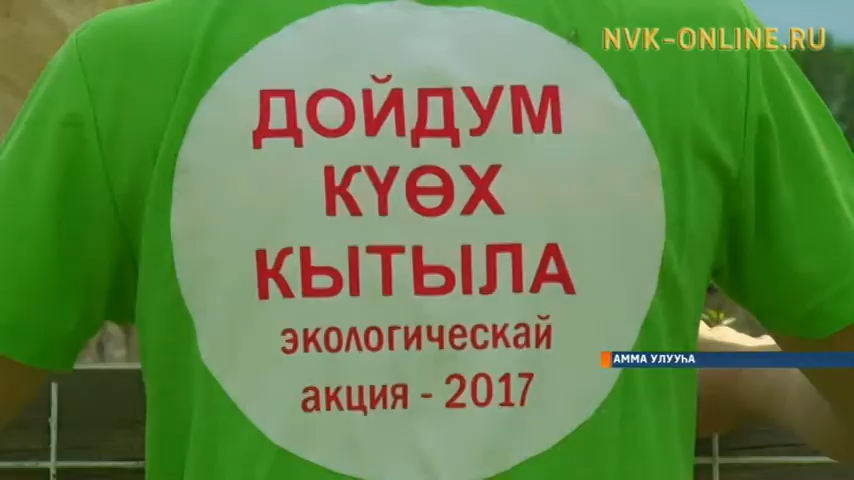 NVK-ONLINE.RU
ДОЙДУМ
КҮӨХ
КЫТЫЛА
экологическай
акция - 2017
АММА УЛУУҺА